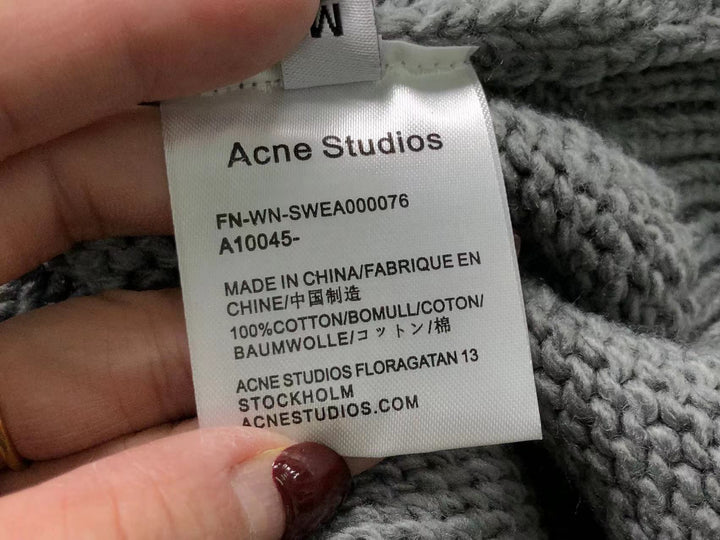 M
Acne Studios
FN-WN-SWEA000076
A10045-
MADE IN CHINA/FABRIQUE EN
CHINE/中国制造
100%COTTON/BOMULL/COTON/
BAUMWOLLE/コットン/棉
ACNE STUDIOS FLORAGATAN 13
STOCKHOLM
ACNESTUDIOS.COM